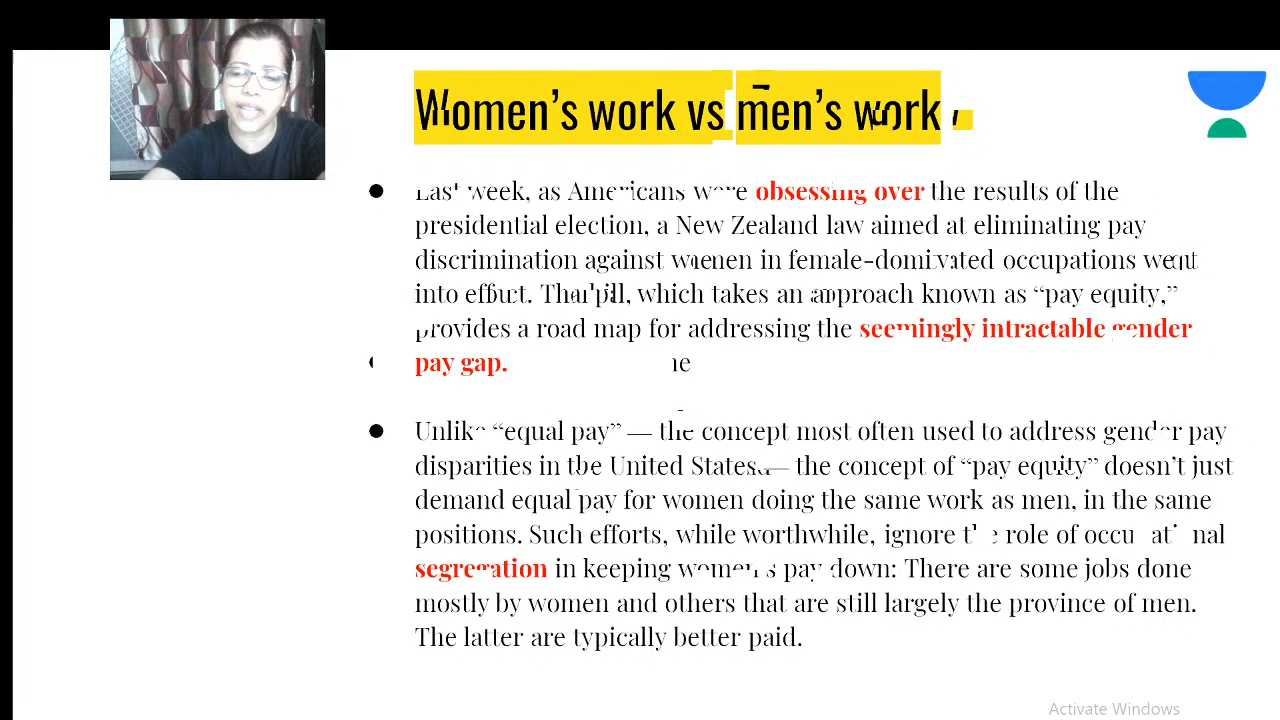 Women's work vs men's work
Last week, as Americans were obsessing over the results of the
presidential election, a New Zealand law aimed at eliminating pay
discrimination against women in female-dominated occupations went
into effect. The bill, which takes an approach known as “pay equity,”
provides a road map for addressing the seemingly intractable gender
pay gap.
Unlike “equal pay” — the concept most often used to address gender pay
disparities in the United States — the concept of “pay equity” doesn't just
demand equal pay for women doing the same work as men, in the same
positions. Such efforts, while worthwhile, ignore the role of occupational
segregation in keeping women's pay down: There are some jobs done
mostly by women and others that are still largely the province of men.
The latter are typically better paid.
Activate Windows